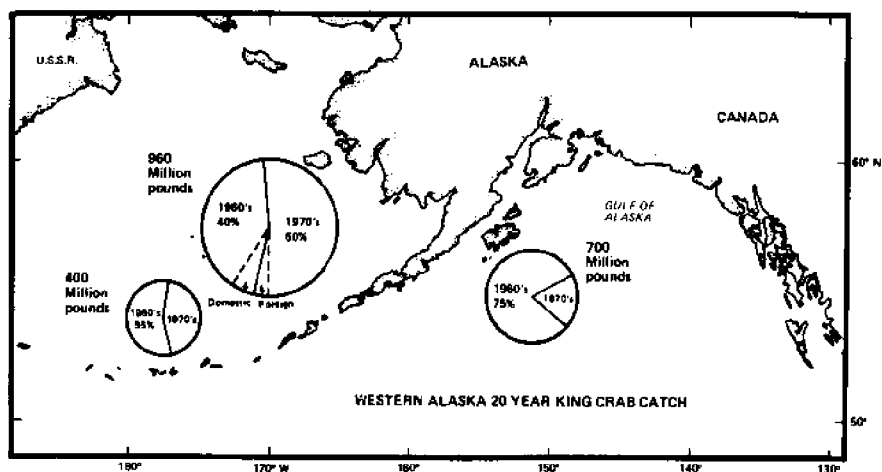 U.S.S.R.
ALASKA
CANADA
960
Million
pounds
60° N
1960's
40%
1970's
60%
GULF OF
ALASKA
700
Million
pounds
400
Million
pounds
Domestic
Foreign
1960's
75%
1970's
1960's
55%
1970's
WESTERN ALASKA 20 YEAR KING CRAB CATCH
50°
180°
170° W
160°
150°
140°
130°